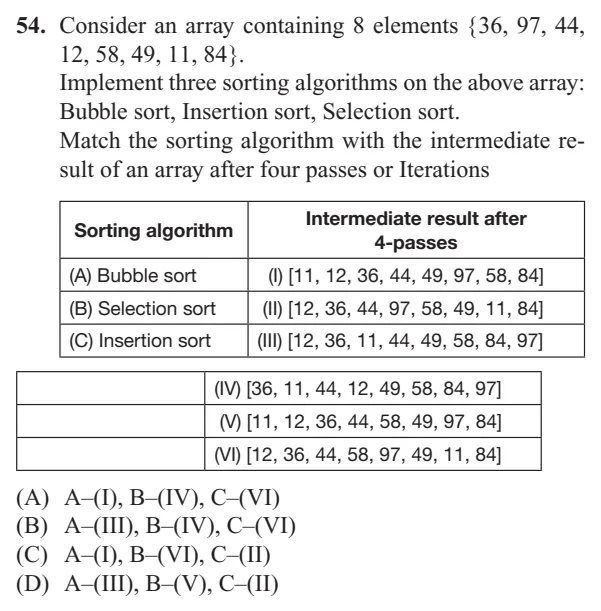 54. Consider an array containing 8 elements {36, 97, 44,
12, 58, 49, 11, 84}.
Implement three sorting algorithms on the above array:
Bubble sort, Insertion sort, Selection sort.
Match the sorting algorithm with the intermediate re-
sult of an array after four passes or Iterations
Sorting algorithm Intermediate result after
4-passes
(A) Bubble sort (I) [11, 12, 36, 44, 49, 97, 58, 84]
(B) Selection sort (II) [12, 36, 44, 97, 58, 49, 11, 84]
(C) Insertion sort (III) [12, 36, 11, 44, 49, 58, 84, 97]
(IV) [36, 11, 44, 12, 49, 58, 84, 97]
(V) [11, 12, 36, 44, 58, 49, 97, 84]
(VI) [12, 36, 44, 58, 97, 49, 11, 84]
(A) A–(I), B–(IV), C–(VI)
(B) A–(III), B–(IV), C–(VI)
(C) A–(I), B–(VI), C–(II)
(D) A–(III), B–(V), C–(II)